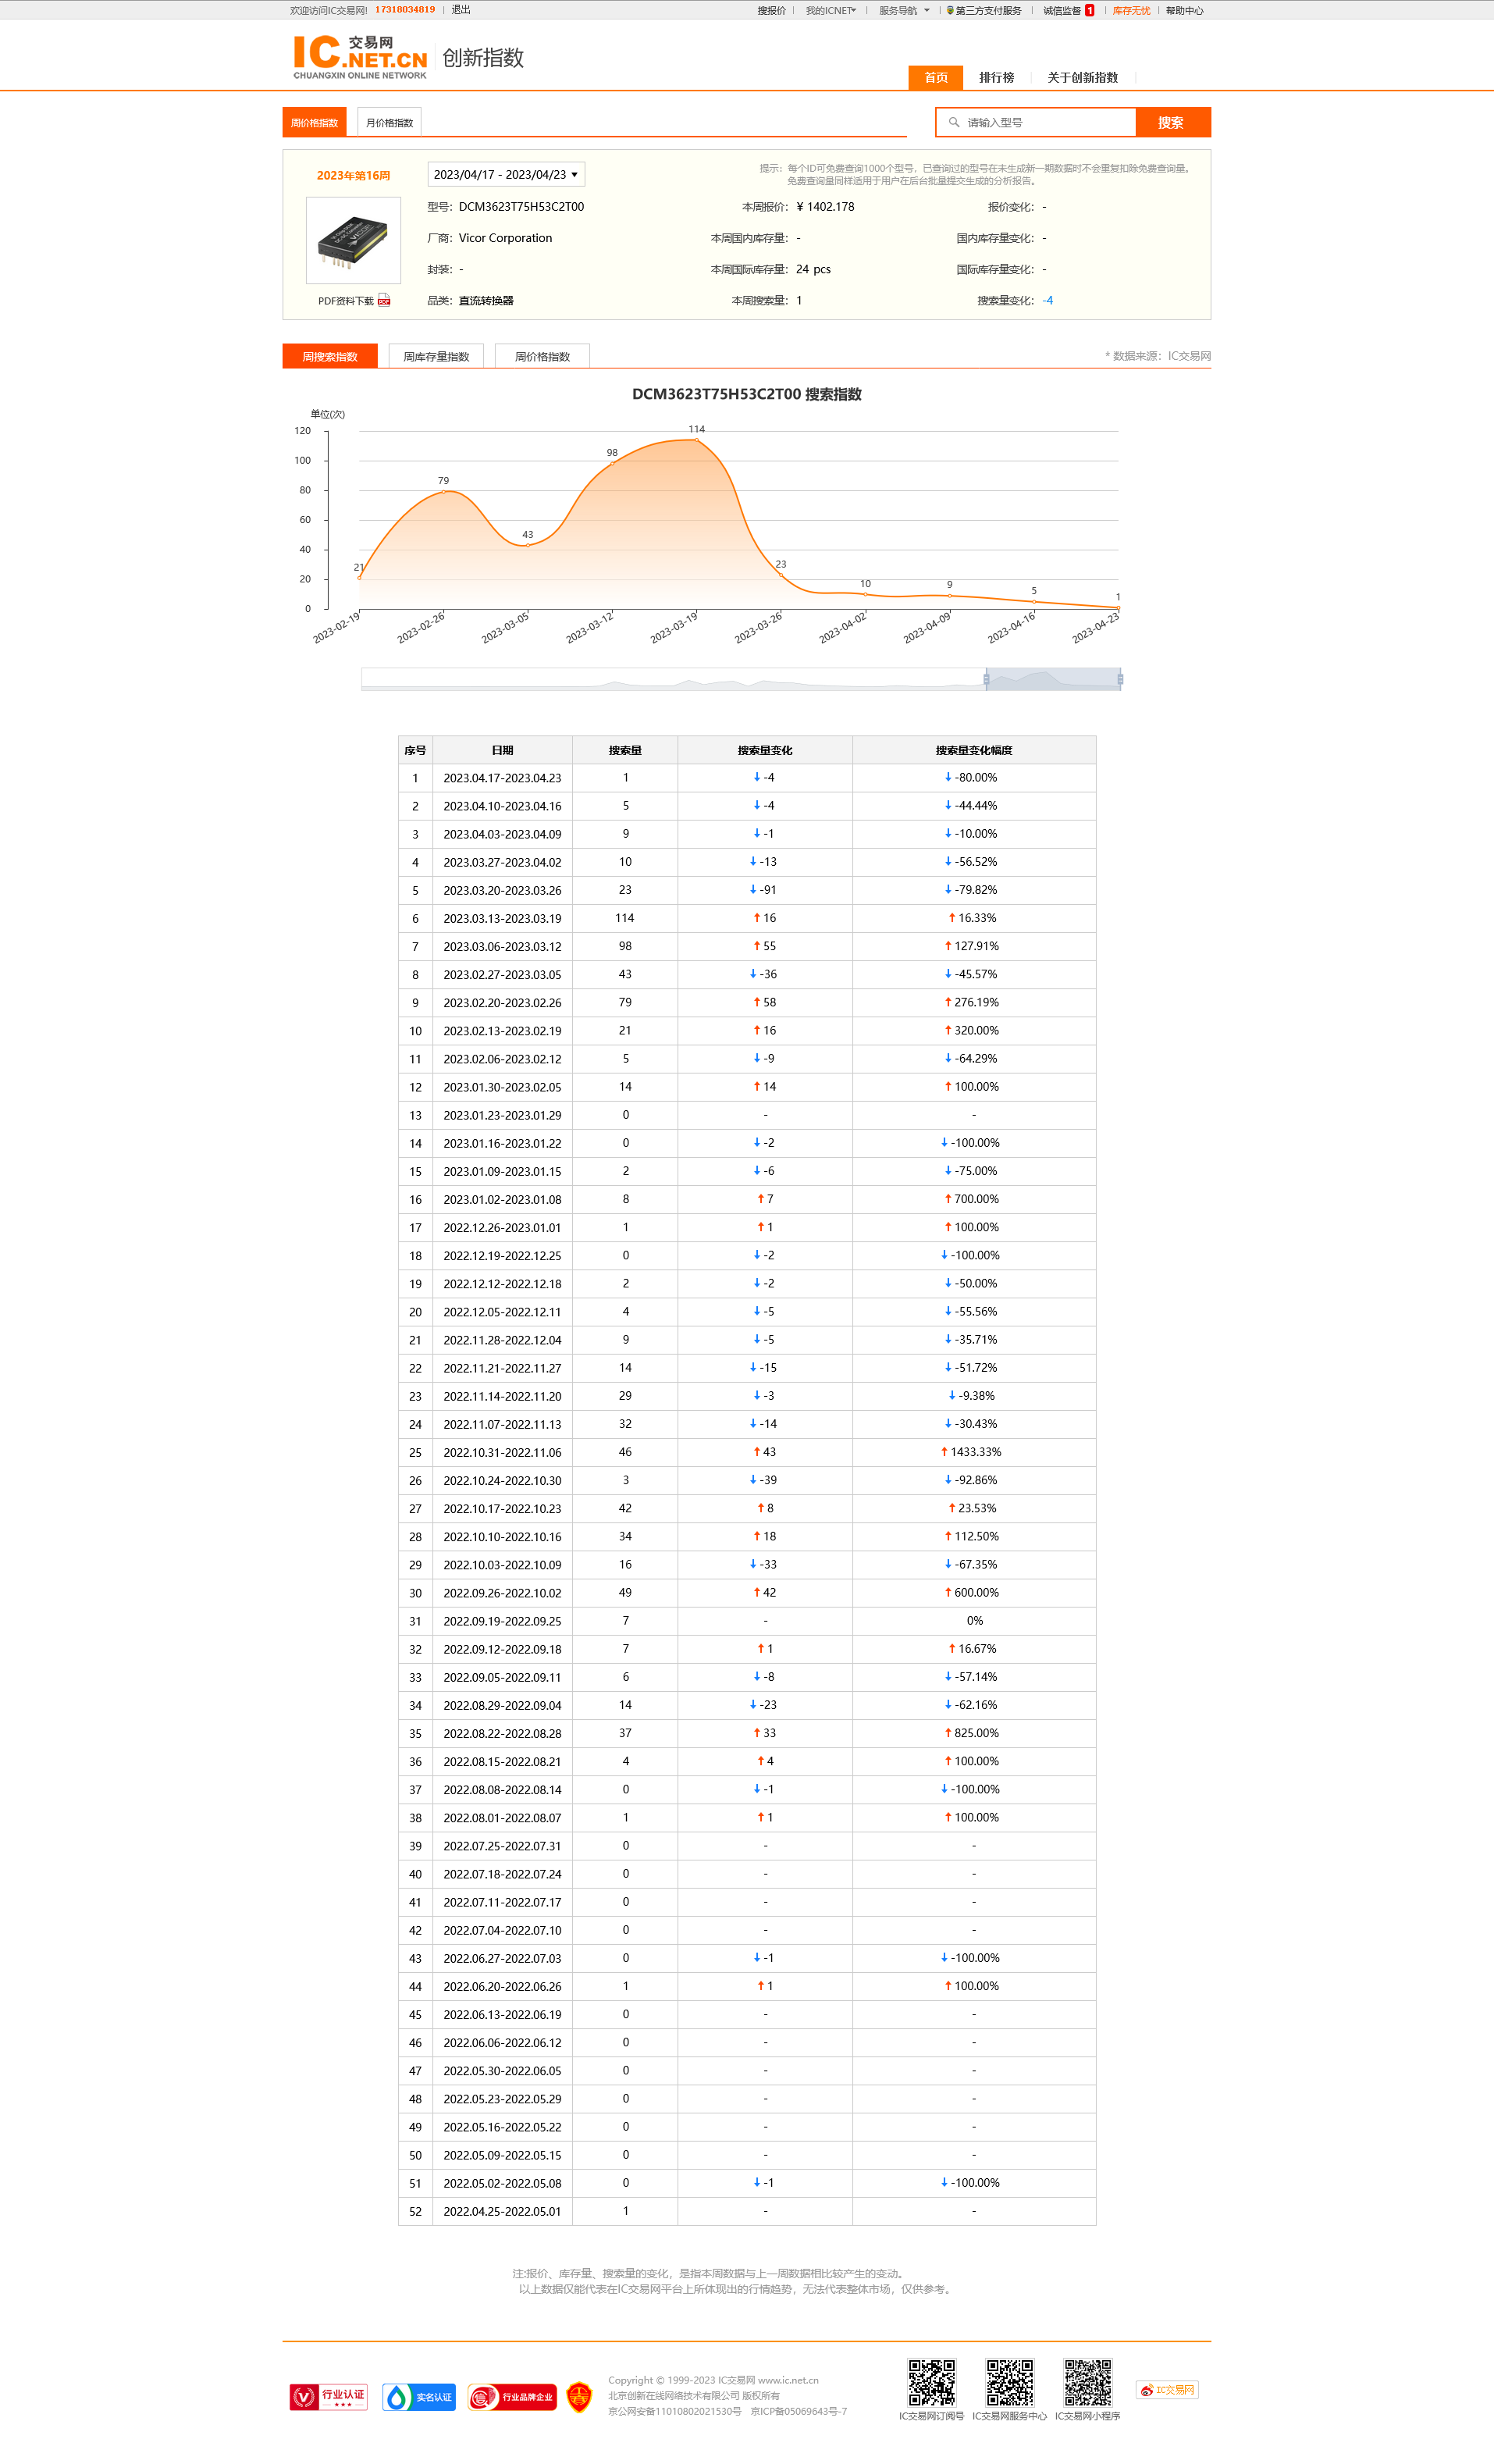 欢迎访问IC交易网! 17318034819 退出 搜报价 我的ICNET 服务导航 第三方支付服务 诚信监督 1 库存无忧 帮助中心
IC 交易网 .NET.CN 创新指数
CHUANGXIN ONLINE NETWORK
首页 排行榜 关于创新指数
周价格指数 月价格指数 请输入型号 搜索
2023年第16周 2023/04/17 - 2023/04/23
提示：每个ID可免费查询1000个型号，已查询过的型号在未生成新一期数据时不会重复扣除免费查询量。
免费查询量同样适用于用户在后台批量提交生成的分析报告。
型号：DCM3623T75H53C2T00 本周报价：¥ 1402.178 报价变化：-
VICOR
厂商：Vicor Corporation 本周国内库存量：- 国内库存量变化：-
封装：- 本周国际库存量：24 pcs 国际库存量变化：-
PDF资料下载 PDF 品类：直流转换器 本周搜索量：1 搜索量变化：-4
周搜索指数 周库存量指数 周价格指数 * 数据来源：IC交易网
DCM3623T75H53C2T00 搜索指数
单位(次)
120
100
80
60
40
20
0
21 79 43 98 114 23 10 9 5 1
2023-02-19 2023-02-26 2023-03-05 2023-03-12 2023-03-19 2023-03-26 2023-04-02 2023-04-09 2023-04-16 2023-04-23
序号 日期 搜索量 搜索量变化 搜索量变化幅度
1 2023.04.17-2023.04.23 1 ↓-4 ↓-80.00%
2 2023.04.10-2023.04.16 5 ↓-4 ↓-44.44%
3 2023.04.03-2023.04.09 9 ↓-1 ↓-10.00%
4 2023.03.27-2023.04.02 10 ↓-13 ↓-56.52%
5 2023.03.20-2023.03.26 23 ↓-91 ↓-79.82%
6 2023.03.13-2023.03.19 114 ↑16 ↑16.33%
7 2023.03.06-2023.03.12 98 ↑55 ↑127.91%
8 2023.02.27-2023.03.05 43 ↓-36 ↓-45.57%
9 2023.02.20-2023.02.26 79 ↑58 ↑276.19%
10 2023.02.13-2023.02.19 21 ↑16 ↑320.00%
11 2023.02.06-2023.02.12 5 ↓-9 ↓-64.29%
12 2023.01.30-2023.02.05 14 ↑14 ↑100.00%
13 2023.01.23-2023.01.29 0 - -
14 2023.01.16-2023.01.22 0 ↓-2 ↓-100.00%
15 2023.01.09-2023.01.15 2 ↓-6 ↓-75.00%
16 2023.01.02-2023.01.08 8 ↑7 ↑700.00%
17 2022.12.26-2023.01.01 1 ↑1 ↑100.00%
18 2022.12.19-2022.12.25 0 ↓-2 ↓-100.00%
19 2022.12.12-2022.12.18 2 ↓-2 ↓-50.00%
20 2022.12.05-2022.12.11 4 ↓-5 ↓-55.56%
21 2022.11.28-2022.12.04 9 ↓-5 ↓-35.71%
22 2022.11.21-2022.11.27 14 ↓-15 ↓-51.72%
23 2022.11.14-2022.11.20 29 ↓-3 ↓-9.38%
24 2022.11.07-2022.11.13 32 ↓-14 ↓-30.43%
25 2022.10.31-2022.11.06 46 ↑43 ↑1433.33%
26 2022.10.24-2022.10.30 3 ↓-39 ↓-92.86%
27 2022.10.17-2022.10.23 42 ↑8 ↑23.53%
28 2022.10.10-2022.10.16 34 ↑18 ↑112.50%
29 2022.10.03-2022.10.09 16 ↓-33 ↓-67.35%
30 2022.09.26-2022.10.02 49 ↑42 ↑600.00%
31 2022.09.19-2022.09.25 7 - 0%
32 2022.09.12-2022.09.18 7 ↑1 ↑16.67%
33 2022.09.05-2022.09.11 6 ↓-8 ↓-57.14%
34 2022.08.29-2022.09.04 14 ↓-23 ↓-62.16%
35 2022.08.22-2022.08.28 37 ↑33 ↑825.00%
36 2022.08.15-2022.08.21 4 ↑4 ↑100.00%
37 2022.08.08-2022.08.14 0 ↓-1 ↓-100.00%
38 2022.08.01-2022.08.07 1 ↑1 ↑100.00%
39 2022.07.25-2022.07.31 0 - -
40 2022.07.18-2022.07.24 0 - -
41 2022.07.11-2022.07.17 0 - -
42 2022.07.04-2022.07.10 0 - -
43 2022.06.27-2022.07.03 0 ↓-1 ↓-100.00%
44 2022.06.20-2022.06.26 1 ↑1 ↑100.00%
45 2022.06.13-2022.06.19 0 - -
46 2022.06.06-2022.06.12 0 - -
47 2022.05.30-2022.06.05 0 - -
48 2022.05.23-2022.05.29 0 - -
49 2022.05.16-2022.05.22 0 - -
50 2022.05.09-2022.05.15 0 - -
51 2022.05.02-2022.05.08 0 ↓-1 ↓-100.00%
52 2022.04.25-2022.05.01 1 - -
注:报价、库存量、搜索量的变化，是指本周数据与上一周数据相比较产生的变动。
以上数据仅能代表在IC交易网平台上所体现出的行情趋势，无法代表整体市场，仅供参考。
行业认证 实名认证 行业品牌企业
Copyright © 1999-2023 IC交易网 www.ic.net.cn
北京创新在线网络技术有限公司 版权所有
京公网安备11010802021530号 京ICP备05069643号-7
IC交易网订阅号 IC交易网服务中心 IC交易网小程序
IC交易网